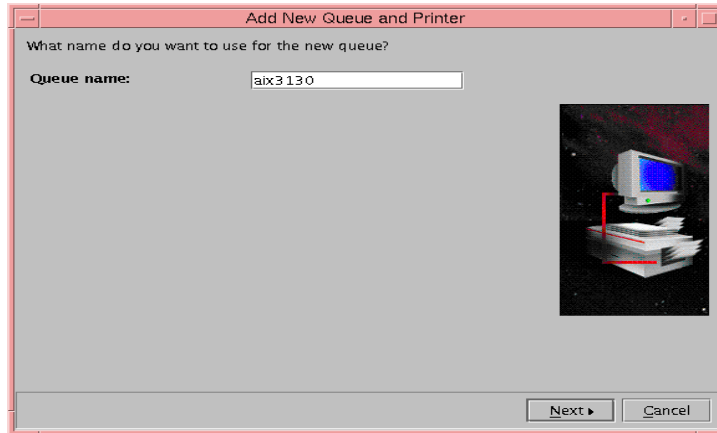 Add New Queue and Printer
What name do you want to use for the new queue?
Queue name: aix3130
Next Cancel